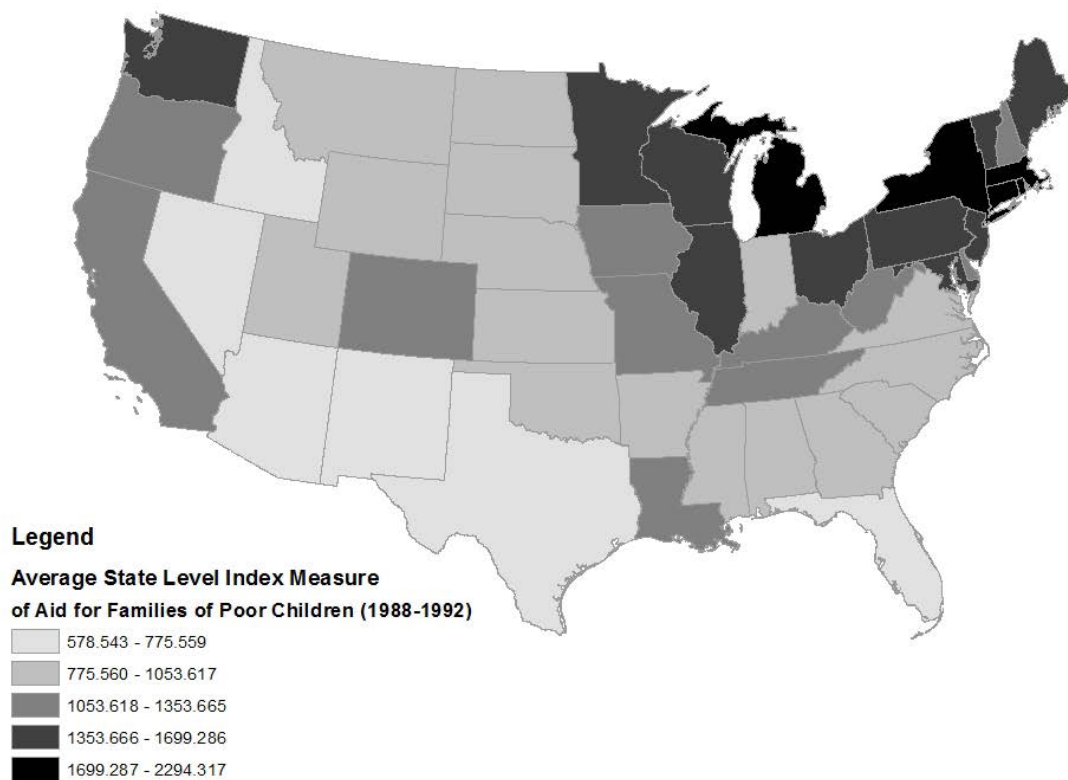 Legend
Average State Level Index Measure
of Aid for Families of Poor Children (1988-1992)
578.543 - 775.559
775.560 - 1053.617
1053.618 - 1353.665
1353.666 - 1699.286
1699.287 - 2294.317